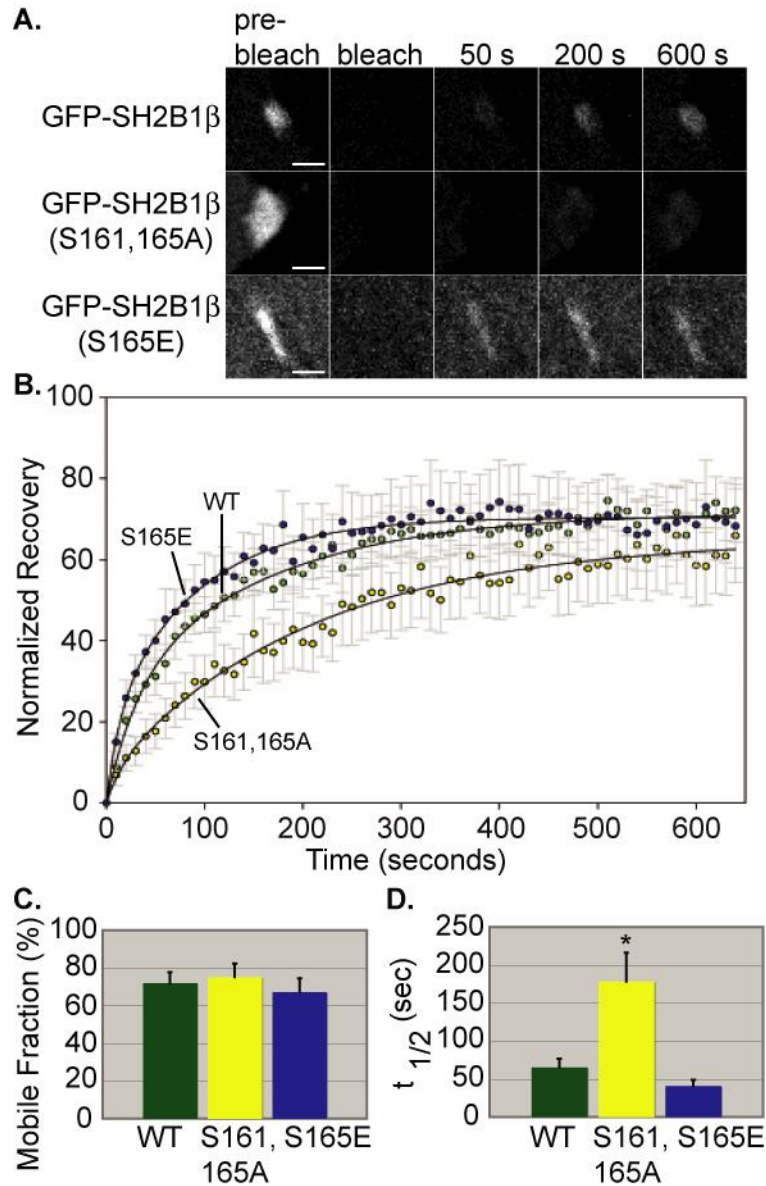 A.
pre-
bleach bleach 50 s 200 s 600 s
GFP-SH2B1β
GFP-SH2B1β
(S161,165A)
GFP-SH2B1β
(S165E)
B.
100
80
60
40
20
0
Normalized Recovery
S165E
WT
S161,165A
0 100 200 300 400 500 600
Time (seconds)
C.
100
80
60
40
20
0
Mobile Fraction (%)
WT S161, S165E
165A
D.
250
200
150
100
50
0
t 1/2 (sec)
*
WT S161, S165E
165A